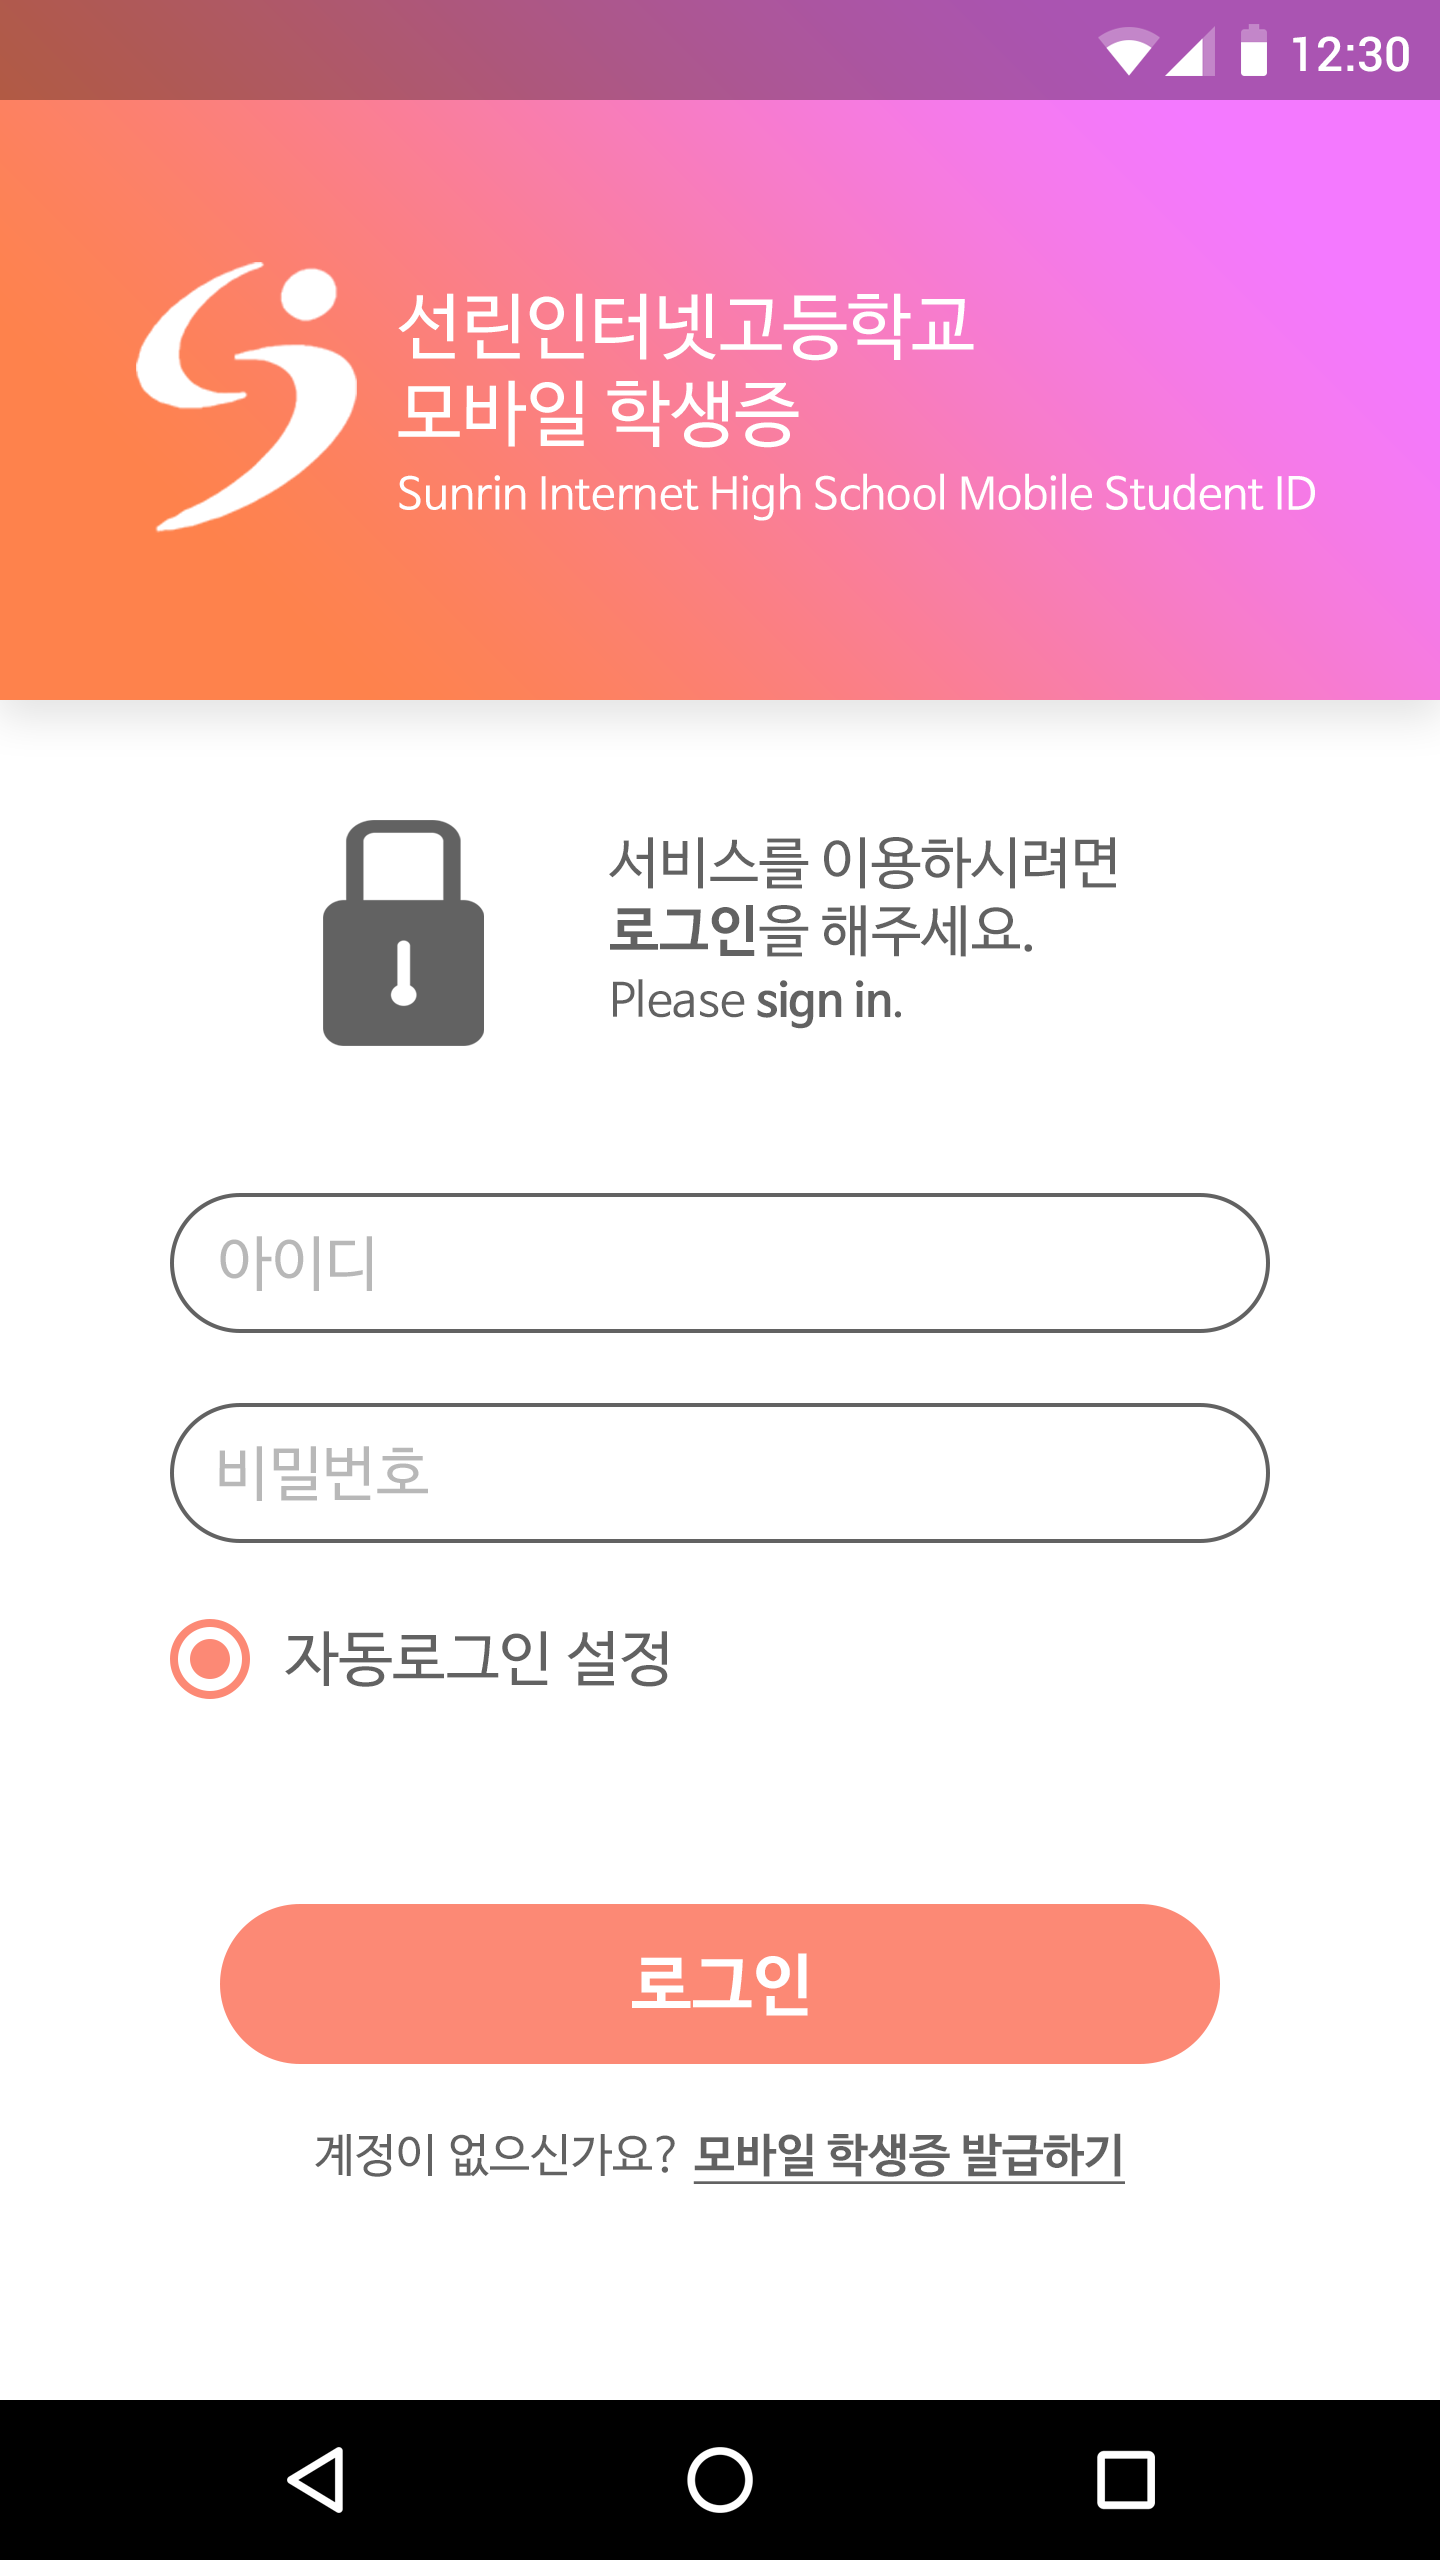 12:30
선린인터넷고등학교
모바일 학생증
Sunrin Internet High School Mobile Student ID
서비스를 이용하시려면
로그인을 해주세요.
Please sign in.
아이디
비밀번호
자동로그인 설정
로그인
계정이 없으신가요? 모바일 학생증 발급하기